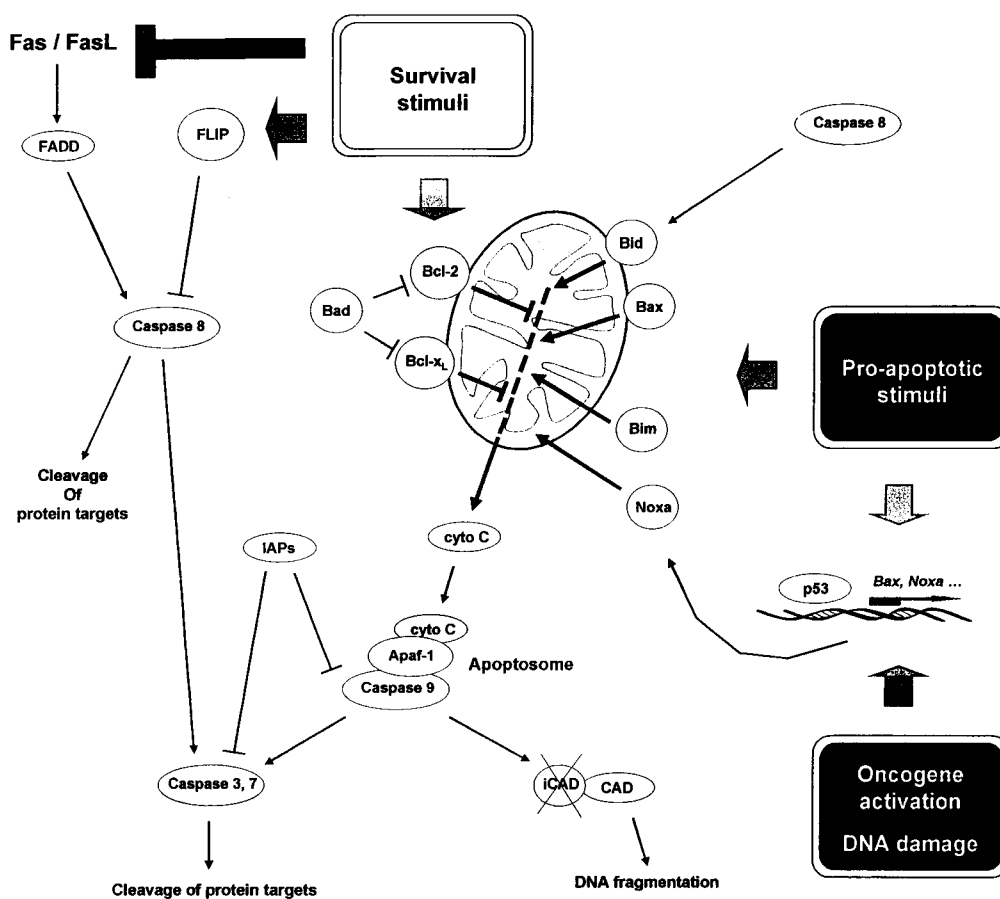 Fas / FasL
Survival
stimuli
FADD
FLIP
Caspase 8
Bid
Bcl-2
Bax
Bad
Caspase 8
Bcl-xL
Pro-apoptotic
stimuli
Bim
Cleavage
Of
protein targets
Noxa
cyto C
IAPs
p53
Bax, Noxa ...
cyto C
Apaf-1
Apoptosome
Caspase 9
Caspase 3, 7
iCAD
CAD
Oncogene
activation
DNA damage
Cleavage of protein targets
DNA fragmentation